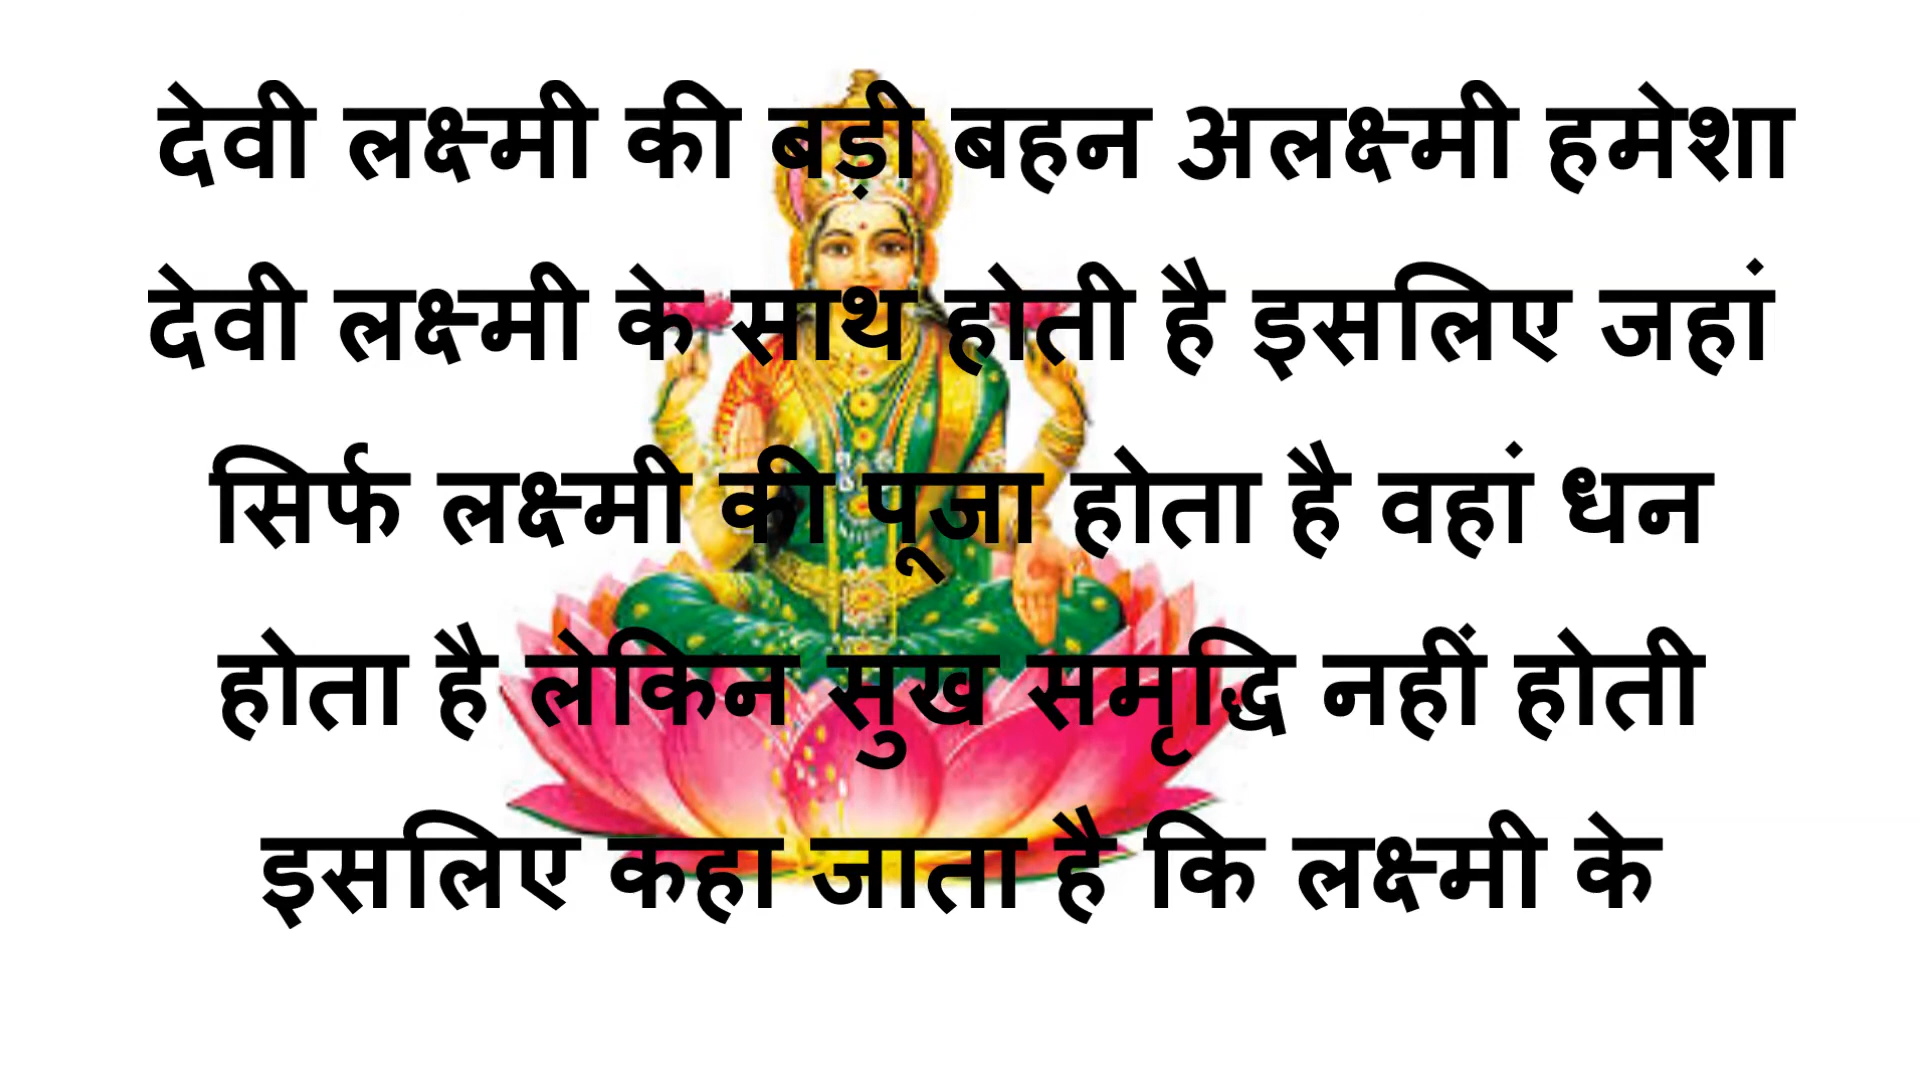 देवी लक्ष्मी की बड़ी बहन अलक्ष्मी हमेशा
देवी लक्ष्मी के साथ होती है इसलिए जहां
सिर्फ लक्ष्मी की पूजा होता है वहां धन
होता है लेकिन सुख समृद्धि नहीं होती
इसलिए कहा जाता है कि लक्ष्मी के